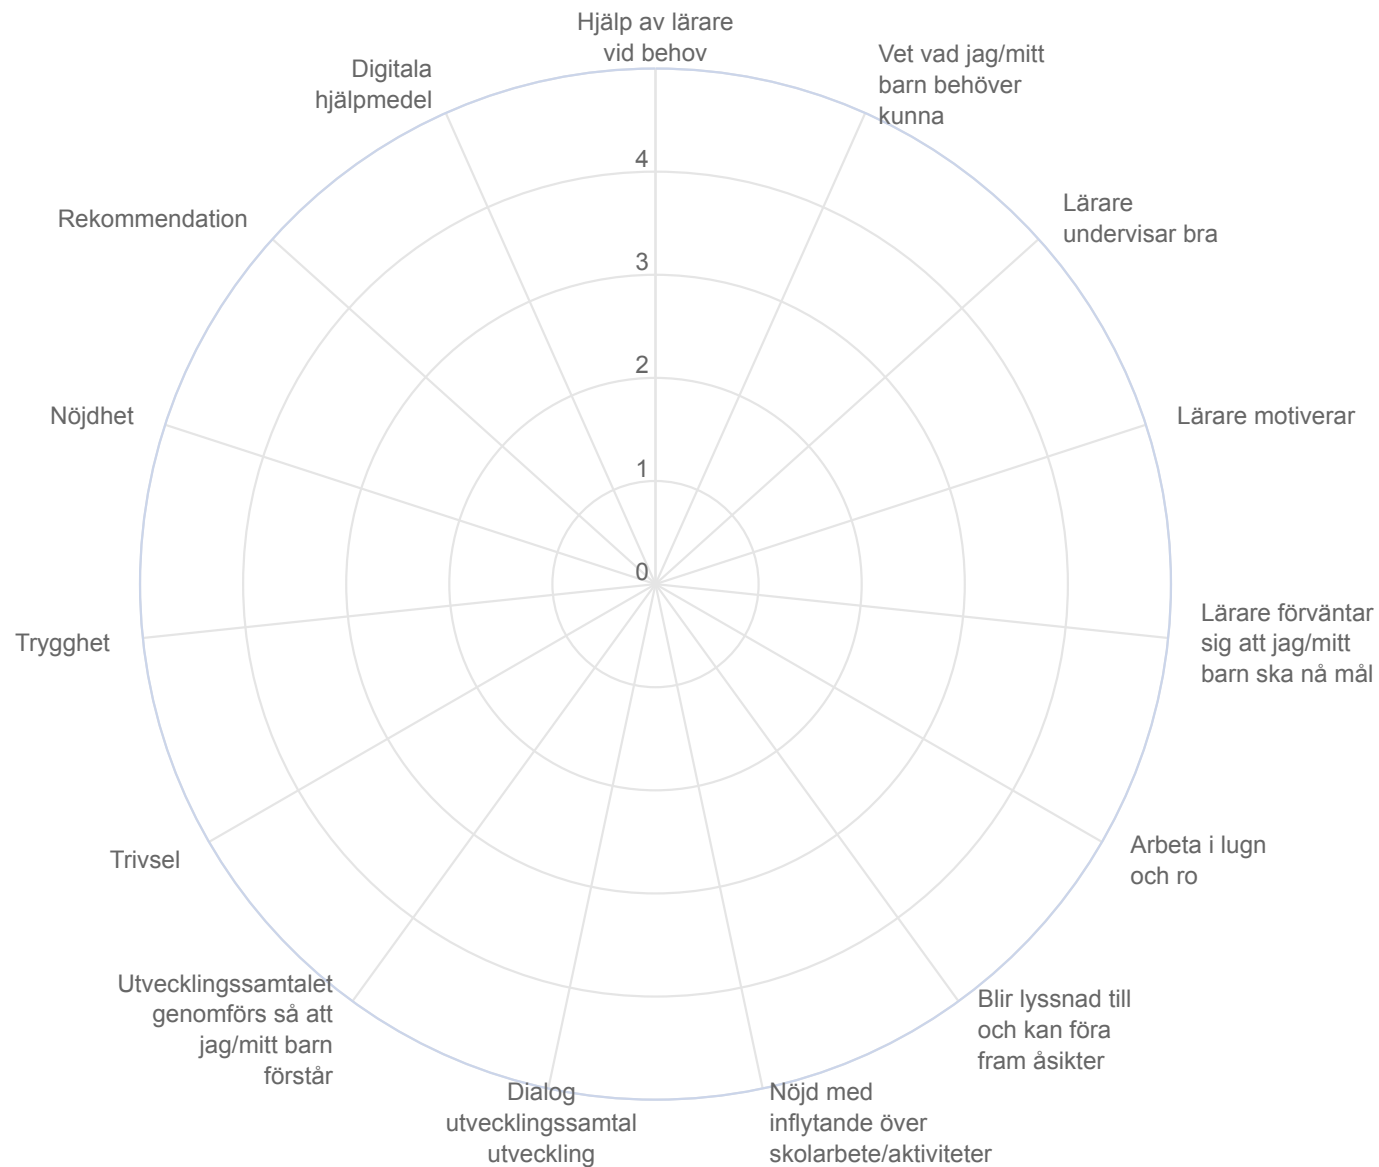 Hjälp av lärare
vid behov
Vet vad jag/mitt
barn behöver
kunna
Lärare
undervisar bra
Lärare motiverar
Lärare förväntar
sig att jag/mitt
barn ska nå mål
Arbeta i lugn
och ro
Blir lyssnad till
och kan föra
fram åsikter
Nöjd med
inflytande över
skolarbete/aktiviteter
Dialog
utvecklingssamtal
utveckling
Utvecklingssamtalet
genomförs så att
jag/mitt barn
förstår
Trivsel
Trygghet
Nöjdhet
Rekommendation
Digitala
hjälpmedel
4
3
2
1
0